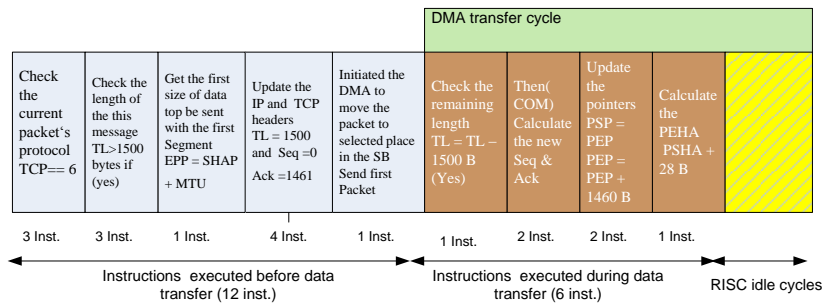 DMA transfer cycle
Check
the
current
packet‘s
protocol
TCP== 6
Check the
length of
the this
message
TL>1500
bytes if
(yes)
Get the first
size of data
top be sent
with the first
Segment
EPP = SHAP
+ MTU
Update the
IP and TCP
headers
TL = 1500
and Seq =0
Ack =1461
Initiated the
DMA to
move the
packet to
selected place
in the SB
Send first
Packet
Check the
remaining
length
TL = TL –
1500 B
(Yes)
Then(
COM)
Calculate
the new
Seq &
Ack
Update
the
pointers
PSP =
PEP
PEP =
PEP +
1460 B
Calculate
the
PEHA
PSHA +
28 B
3 Inst.
3 Inst.
1 Inst.
4 Inst.
1 Inst.
1 Inst.
2 Inst.
2 Inst.
1 Inst.
Instructions executed before data
transfer (12 inst.)
Instructions executed during data
transfer (6 inst.)
RISC idle cycles